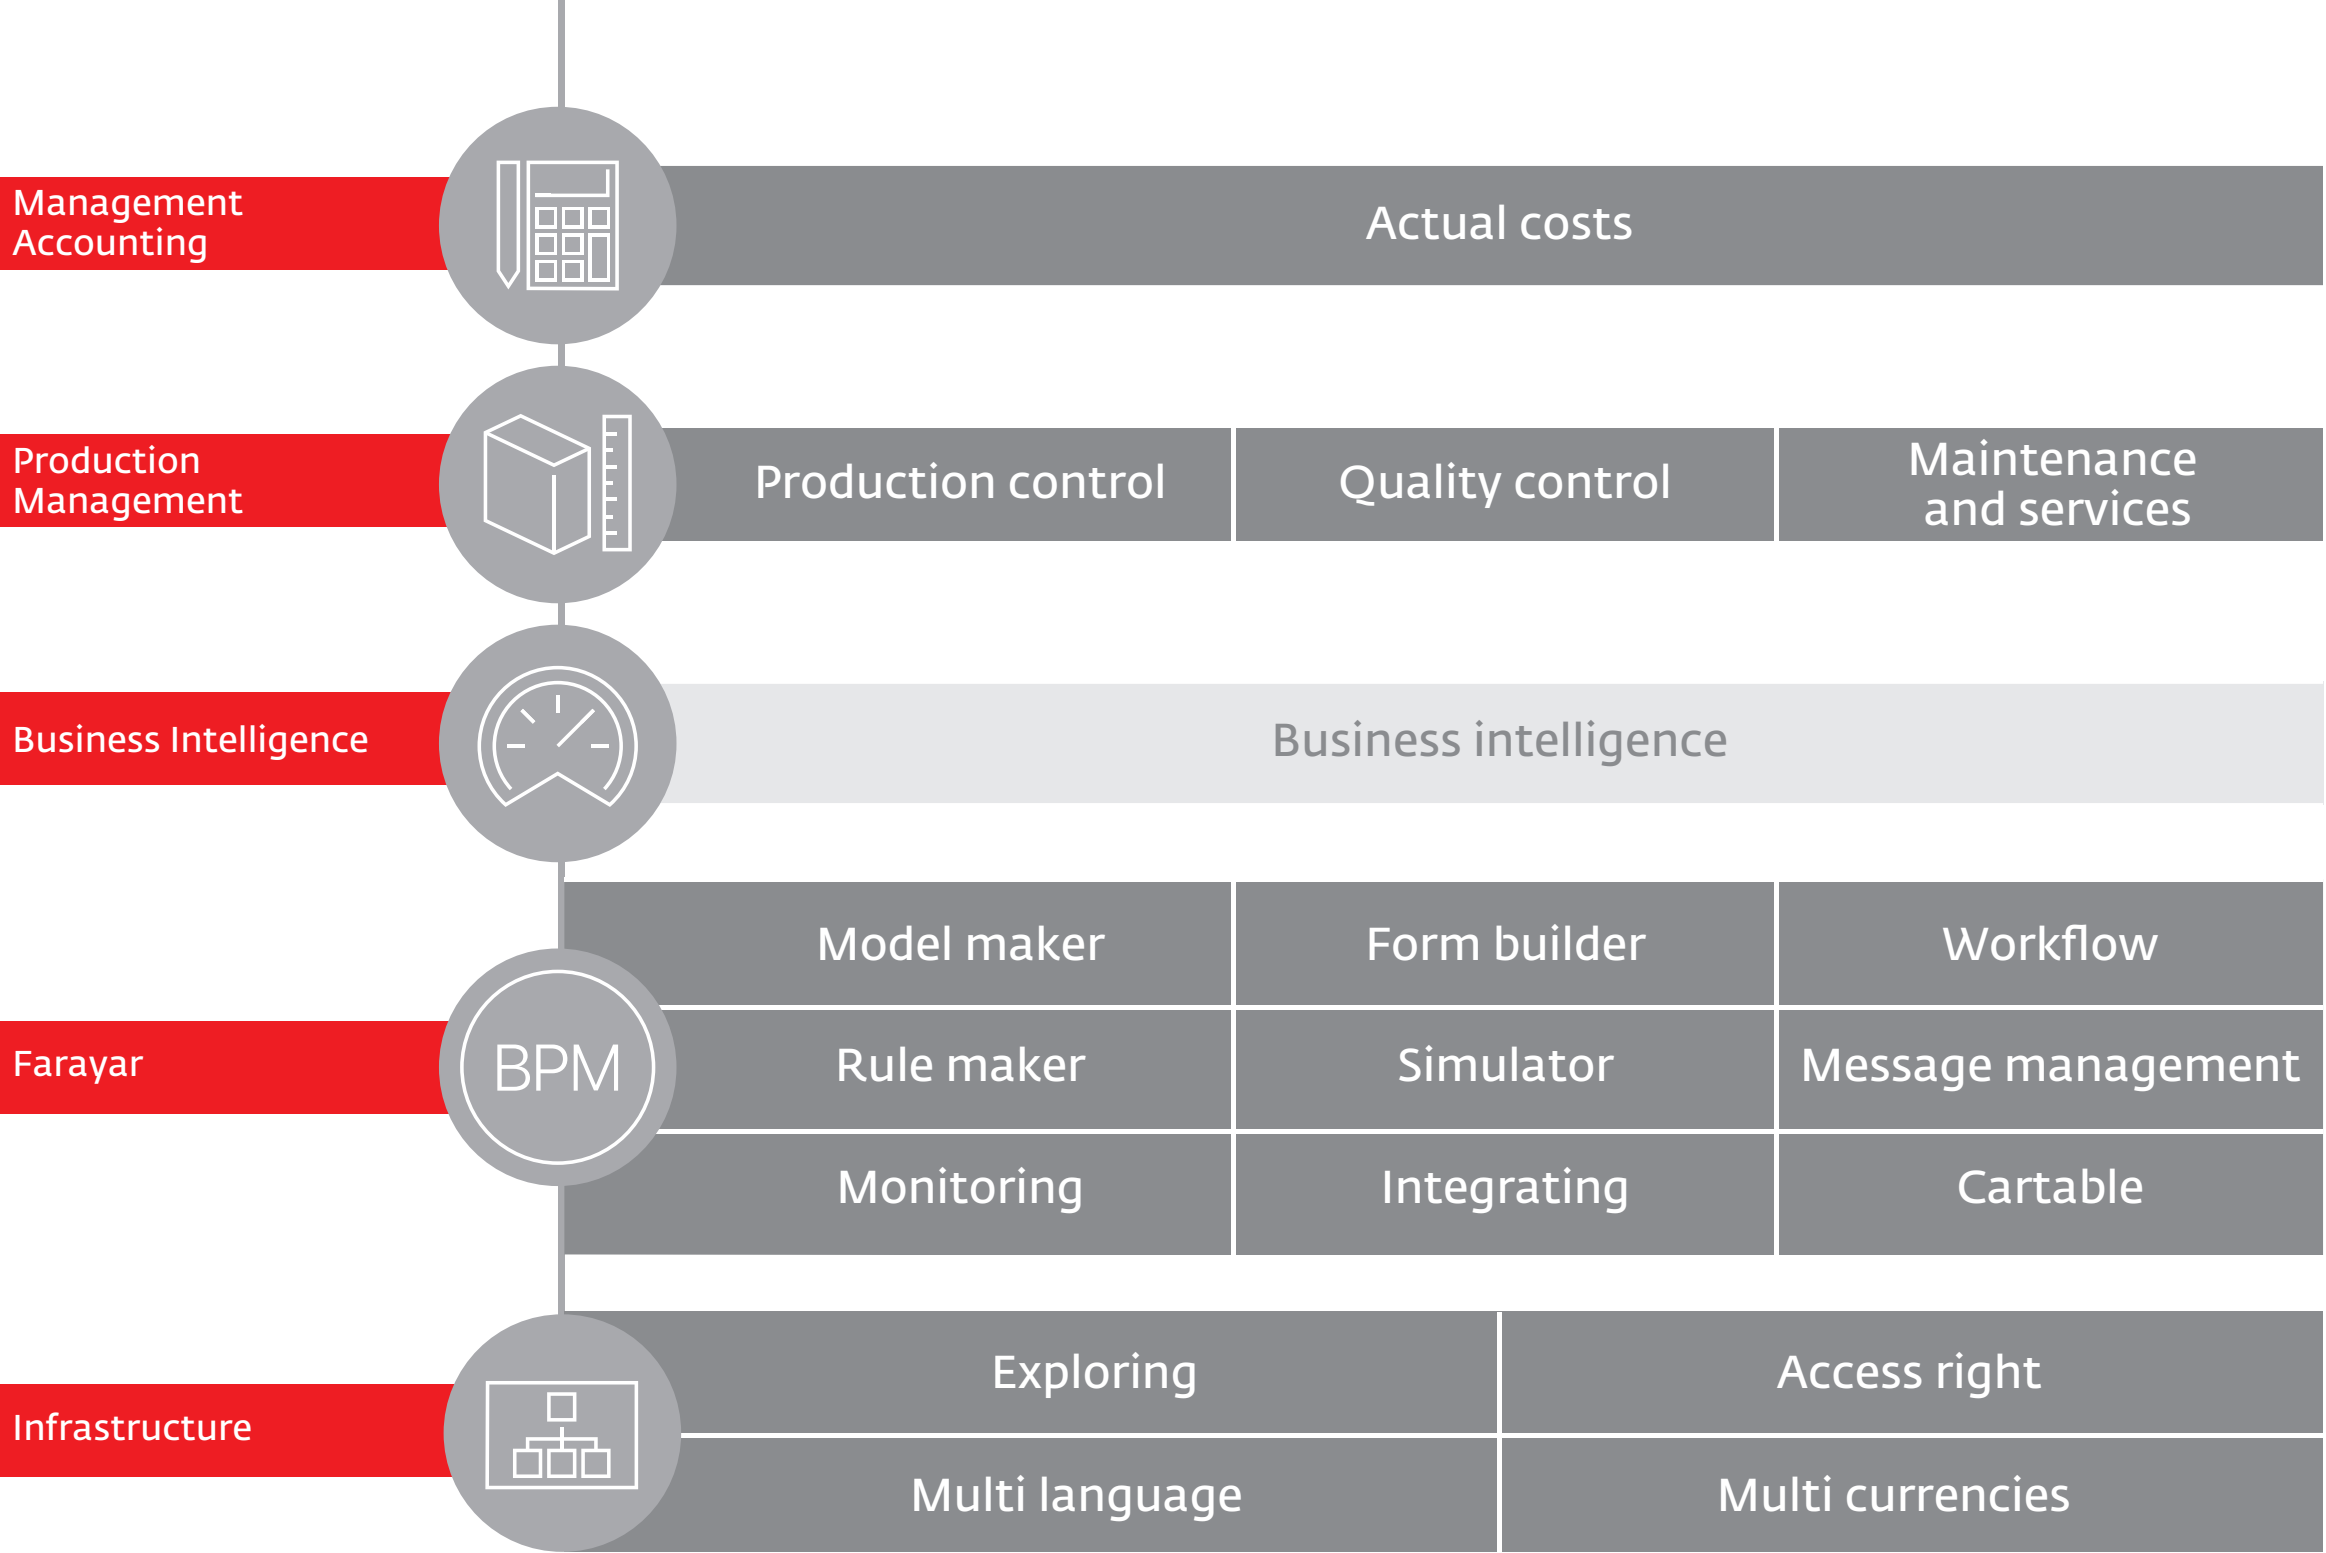 Management
Accounting
Actual costs
Production
Management
Production control
Quality control
Maintenance
and services
Business Intelligence
Business intelligence
Farayar
BPM
Model maker
Form builder
Workflow
Rule maker
Simulator
Message management
Monitoring
Integrating
Cartable
Infrastructure
Exploring
Access right
Multi language
Multi currencies